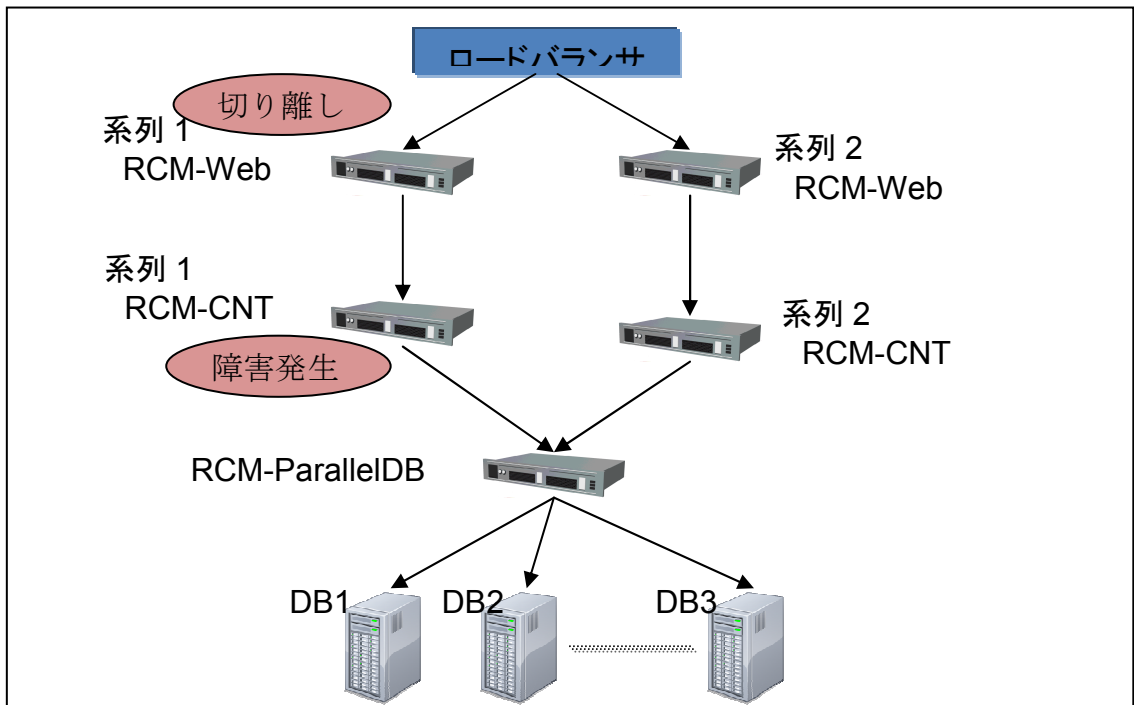 ロードバランサ
切り離し
系列 1
RCM-Web
系列 2
RCM-Web
系列 1
RCM-CNT
系列 2
RCM-CNT
障害発生
RCM-ParallelDB
DB1
DB2
DB3